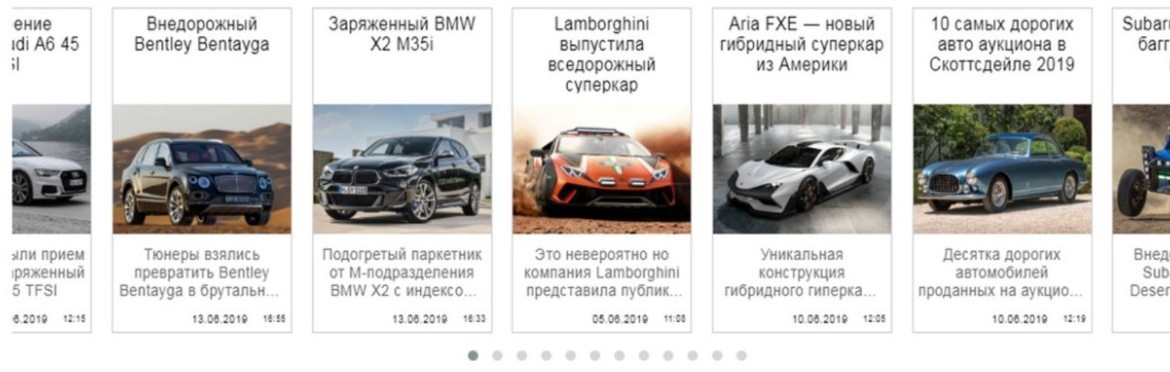 ение
udi A6 45
SI
ыли прием
аряженный
5 TFSI
6.2019 12:15
Внедорожный
Bentley Bentayga
Тюнеры взялись
превратить Bentley
Bentayga в брутальн...
13.06.2019 16:55
Заряженный BMW
X2 M35i
Подогретый паркетник
от М-подразделения
BMW X2 с индексо...
13.06.2019 16:33
Lamborghini
выпустила
вседорожный
суперкар
Это невероятно но
компания Lamborghini
представила публик...
05.06.2019 11:08
Aria FXE — новый
гибридный суперкар
из Америки
Уникальная
конструкция
гибридного гиперка...
10.06.2019 12:05
10 самых дорогих
авто аукциона в
Скоттсдейле 2019
Десятка дорогих
автомобилей
проданных на аукцио...
10.06.2019 12:19
Subar
багг
Внед
Suba
Deser